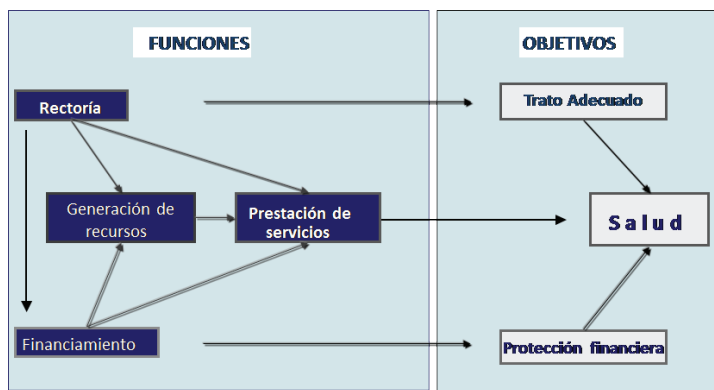 FUNCIONES
OBJETIVOS
Rectoría
Trato Adecuado
Generación de
recursos
Prestación de
servicios
Salud
Financiamiento
Protección financiera